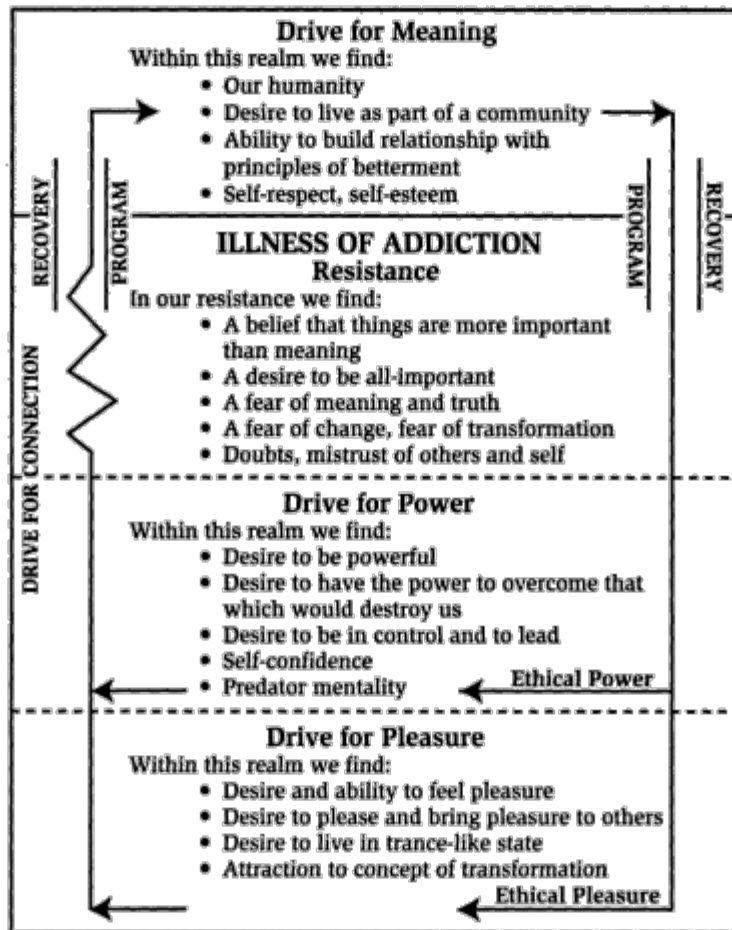 Drive for Meaning
Within this realm we find:
• Our humanity
• Desire to live as part of a community
• Ability to build relationship with
principles of betterment
• Self-respect, self-esteem
RECOVERY
PROGRAM
PROGRAM
RECOVERY
ILLNESS OF ADDICTION
Resistance
In our resistance we find:
• A belief that things are more important
than meaning
• A desire to be all-important
• A fear of meaning and truth
• A fear of change, fear of transformation
• Doubts, mistrust of others and self
DRIVE FOR CONNECTION
Drive for Power
Within this realm we find:
• Desire to be powerful
• Desire to have the power to overcome that
which would destroy us
• Desire to be in control and to lead
• Self-confidence
• Predator mentality
Ethical Power
Drive for Pleasure
Within this realm we find:
• Desire and ability to feel pleasure
• Desire to please and bring pleasure to others
• Desire to live in trance-like state
• Attraction to concept of transformation
Ethical Pleasure